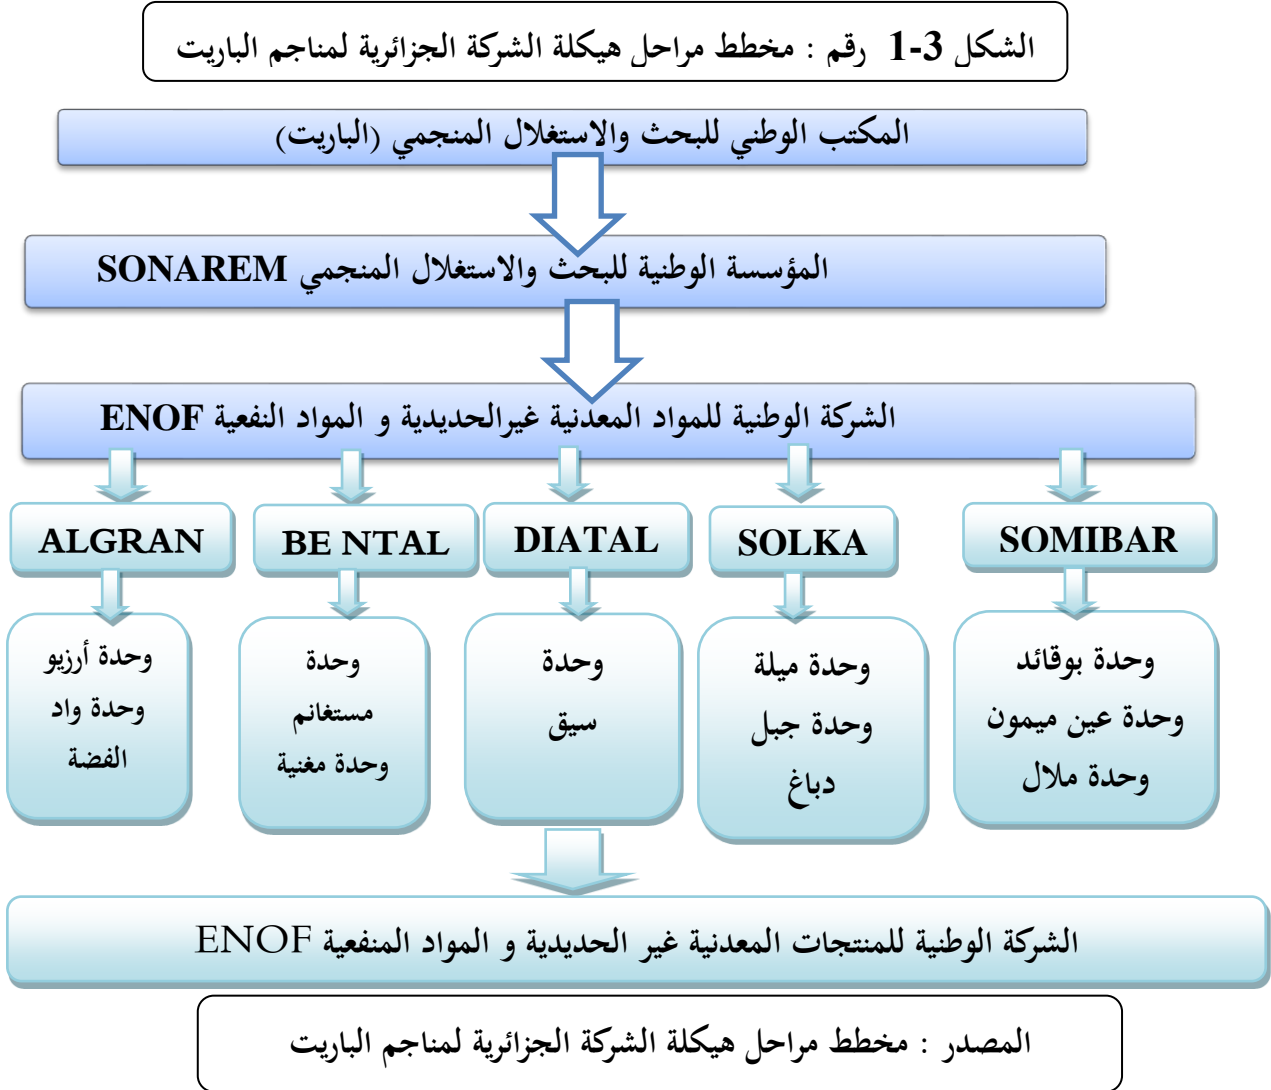 الشكل 3-1 رقم : مخطط مراحل هيكلة الشركة الجزائرية لمناجم الباريت
المكتب الوطني للبحث والاستغلال المنجمي (الباريت)
المؤسسة الوطنية للبحث والاستغلال المنجمي SONAREM
الشركة الوطنية للمواد المعدنية غيرالحديدية و المواد النفعية ENOF
SOMIBAR
SOLKA
DIATAL
BE NTAL
ALGRAN
وحدة بوقائد
وحدة عين ميمون
وحدة ملال
وحدة ميلة
وحدة جبل
دباغ
وحدة
سيق
وحدة
مستغانم
وحدة مغنية
وحدة أرزيو
وحدة واد
الفضة
الشركة الوطنية للمنتجات المعدنية غير الحديدية و المواد المنفعية ENOF
المصدر : مخطط مراحل هيكلة الشركة الجزائرية لمناجم الباريت